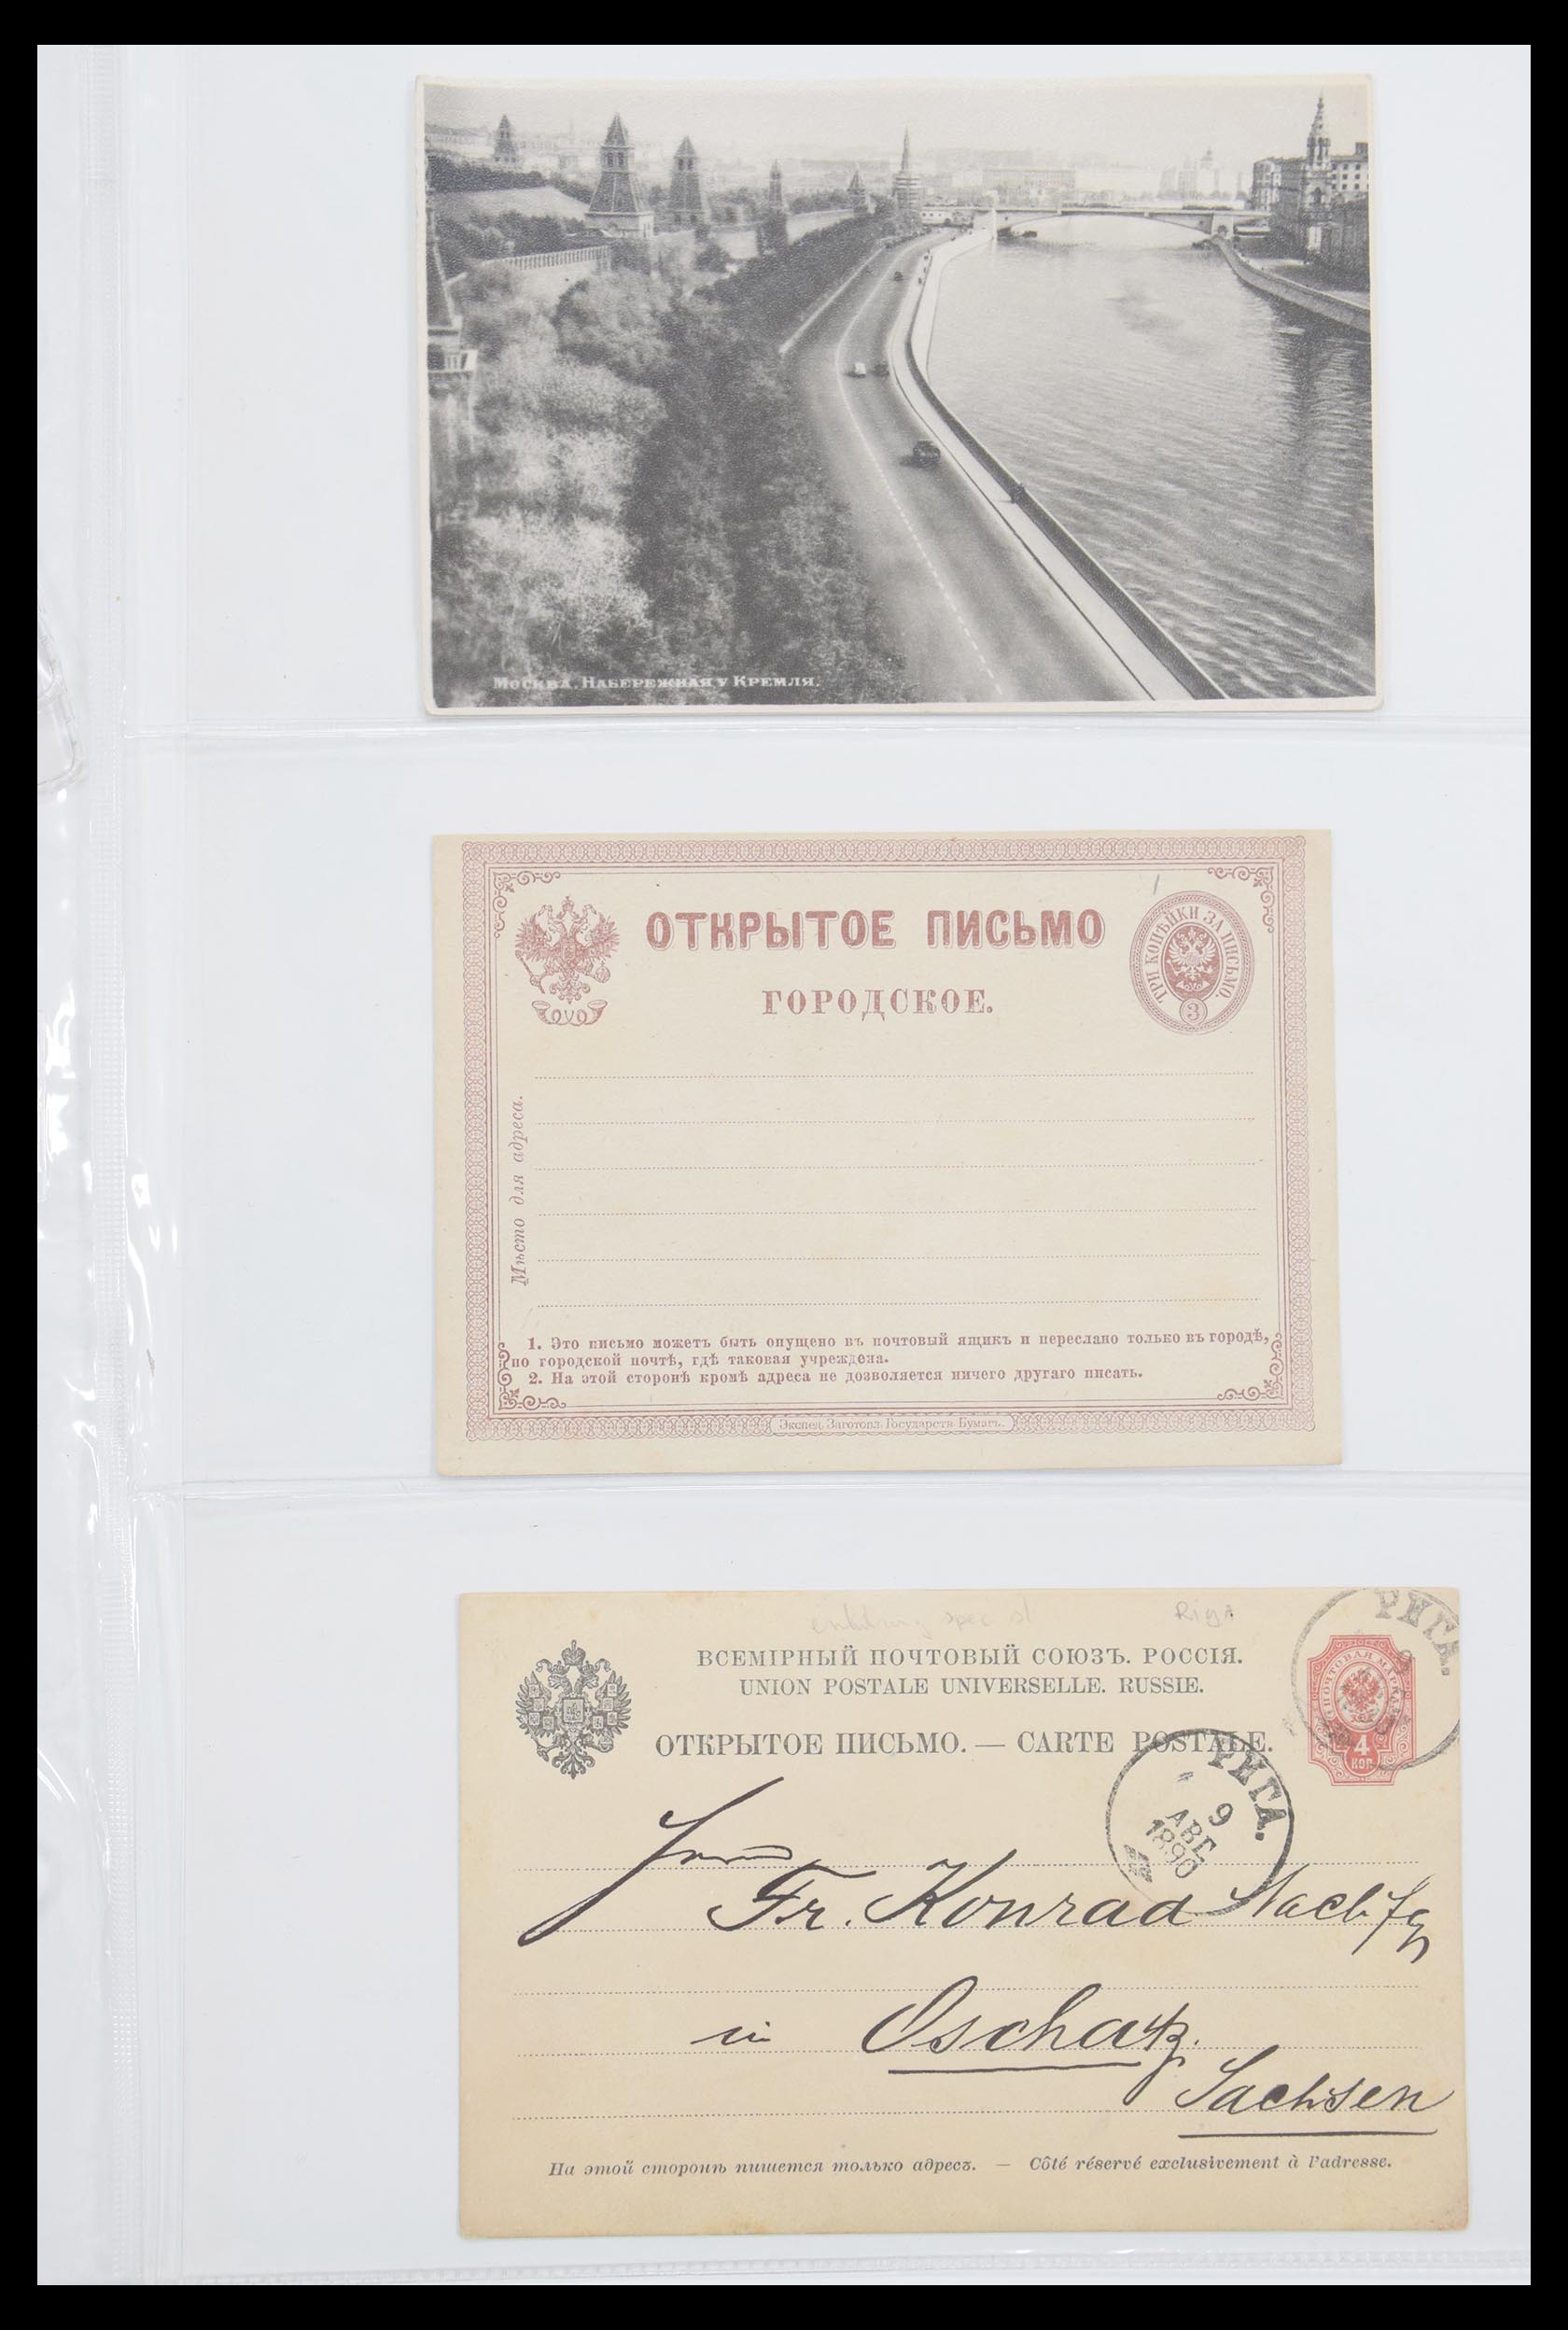 МОСКВА. НАБЕРЕЖНАЯ У КРЕМЛЯ.
ОТКРЫТОЕ ПИСЬМО
ГОРОДСКОЕ.
ТРИ КОПѢЙКИ ЗА ПИСЬМО.
3
Мѣсто для адреса.
1. Это письмо можетъ быть опущено въ почтовый ящикъ и переслано только въ городѣ,
по городской почтѣ, гдѣ таковая учреждена.
2. На этой сторонѣ кромѣ адреса не дозволяется ничего другаго писать.
Экспед. Заготовл. Государств. Бумагъ.
Riga
РИГА.
ВСЕМІРНЫЙ ПОЧТОВЫЙ СОЮЗЪ. РОССІЯ.
UNION POSTALE UNIVERSELLE. RUSSIE.
ПОЧТОВАЯ МАРКА
4
КОП.
ОТКРЫТОЕ ПИСЬМО. — CARTE POSTALE.
РИГА.
9
АВГ.
1890
Herrn
Fr. Konrad Nachfg
in Oschatz.
Sachsen
На этой сторонѣ пишется только адресъ. — Côté réservé exclusivement à l'adresse.